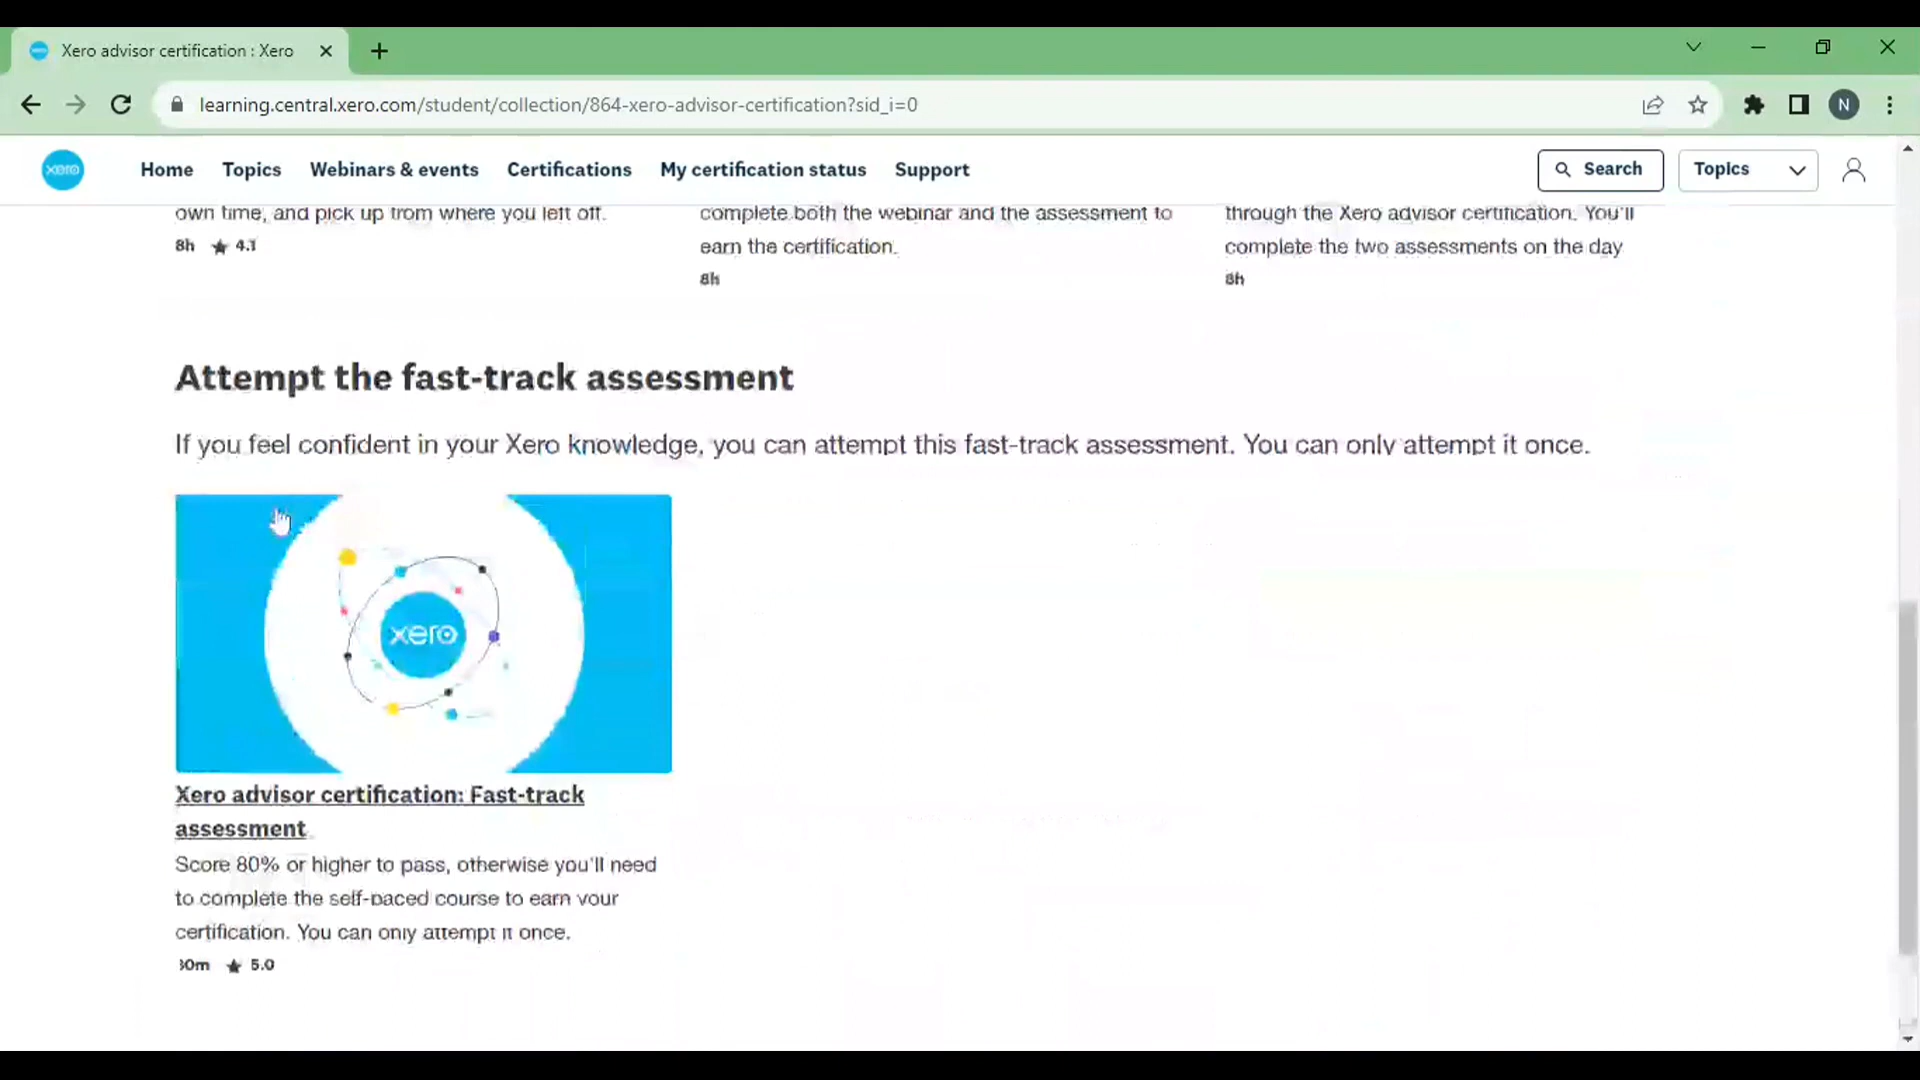 Xero advisor certification : Xero
learning.central.xero.com/student/collection/864-xero-advisor-certification?sid_i=0
N
xero
Home
Topics
Webinars & events
Certifications
My certification status
Support
Search
Topics
own time, and pick up from where you left off.
8h ★ 4.1
complete both the webinar and the assessment to
earn the certification.
8h
through the Xero advisor certification. You'll
complete the two assessments on the day
8h
Attempt the fast-track assessment
If you feel confident in your Xero knowledge, you can attempt this fast-track assessment. You can only attempt it once.
xero
Xero advisor certification: Fast-track
assessment
Score 80% or higher to pass, otherwise you'll need
to complete the self-paced course to earn your
certification. You can only attempt it once.
★ 5.0